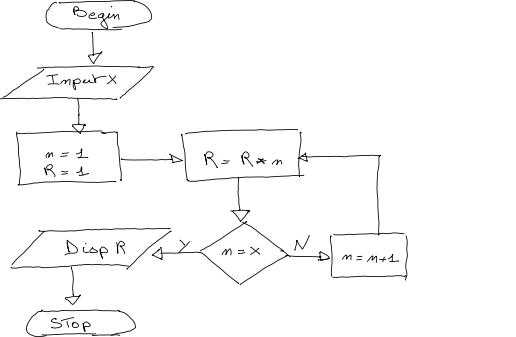 Begin
Input X
n = 1
R = 1
R = R * n
n = x
Y
N
n = n+1
Disp R
STop